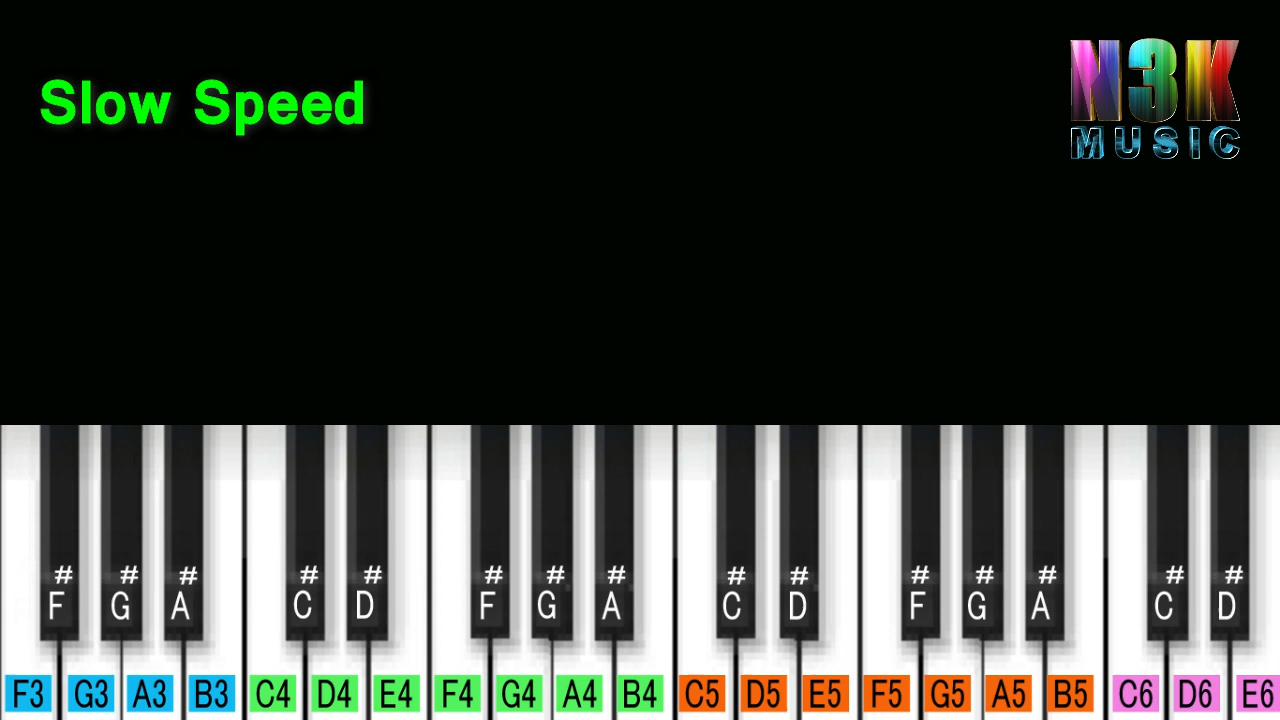 N3K
MUSIC
Slow Speed
# # # # # # # # # # # # # # #
F G A C D F G A C D F G A C D
F3 G3 A3 B3 C4 D4 E4 F4 G4 A4 B4 C5 D5 E5 F5 G5 A5 B5 C6 D6 E6